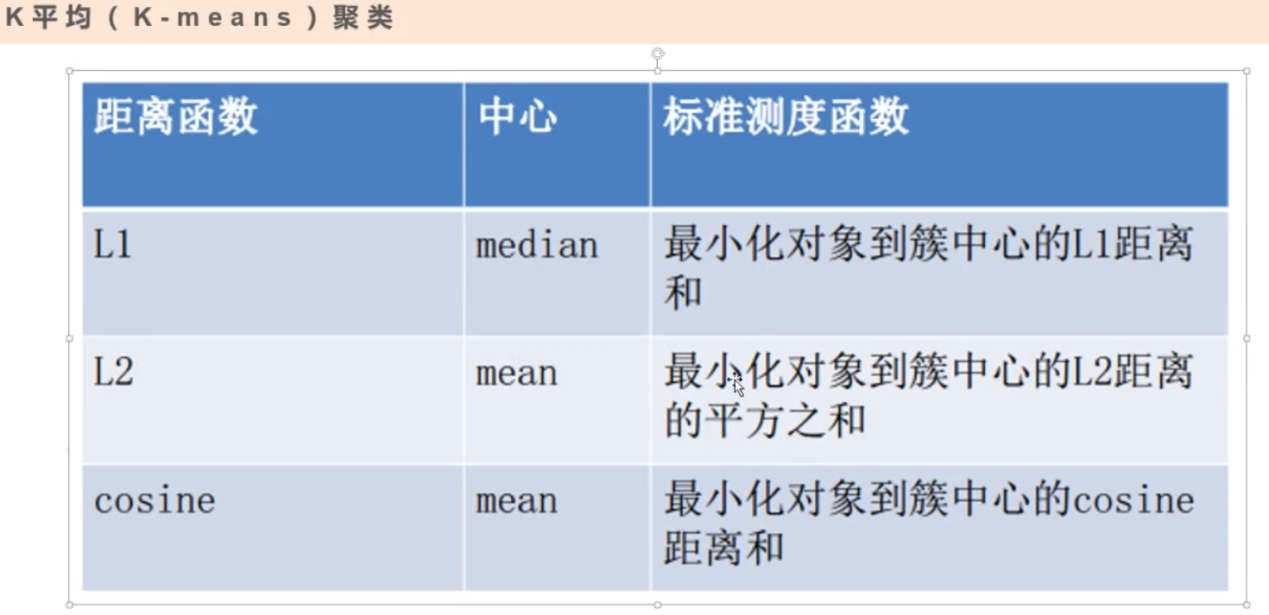 K平均（K-means）聚类
距离函数 中心 标准测度函数
L1 median 最小化对象到簇中心的L1距离
和
L2 mean 最小化对象到簇中心的L2距离
的平方之和
cosine mean 最小化对象到簇中心的cosine
距离和